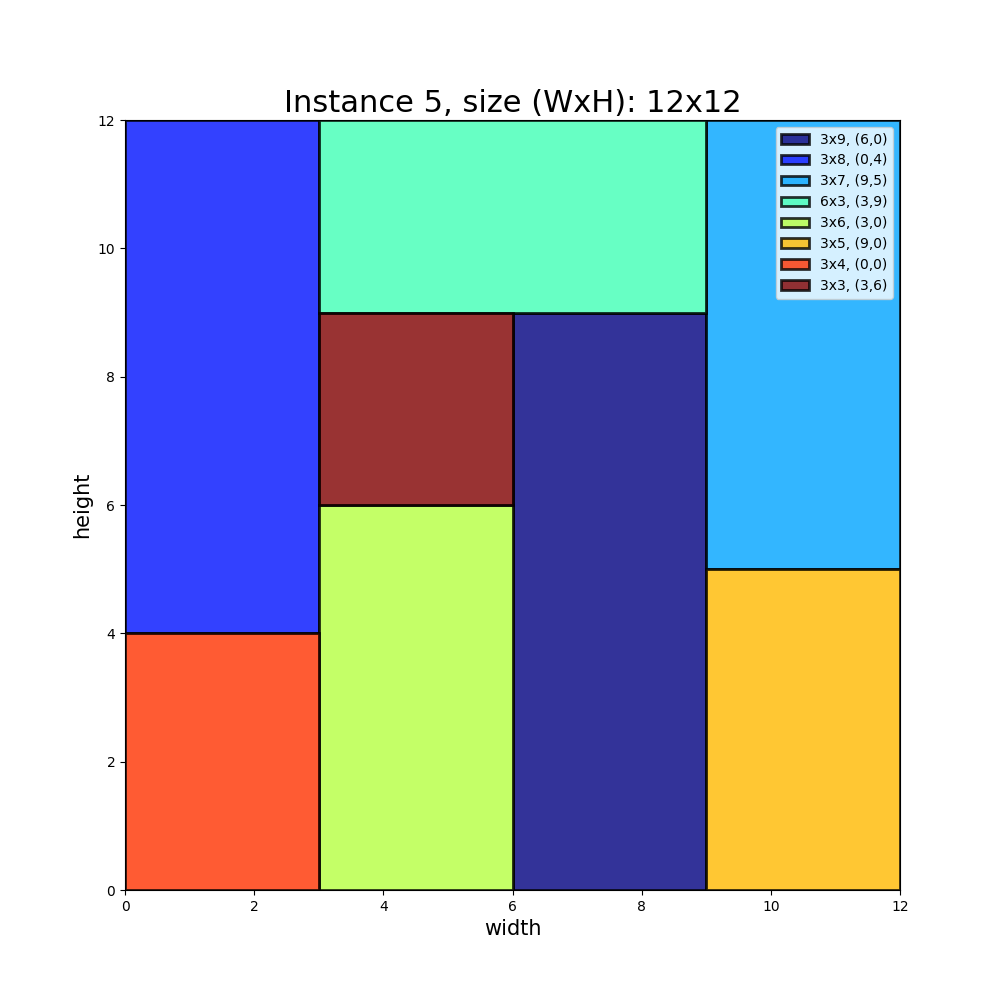 Instance 5, size (WxH): 12x12
12
10
8
6
4
2
0
height
3x9, (6,0)
3x8, (0,4)
3x7, (9,5)
6x3, (3,9)
3x6, (3,0)
3x5, (9,0)
3x4, (0,0)
3x3, (3,6)
0 2 4 6 8 10 12
width